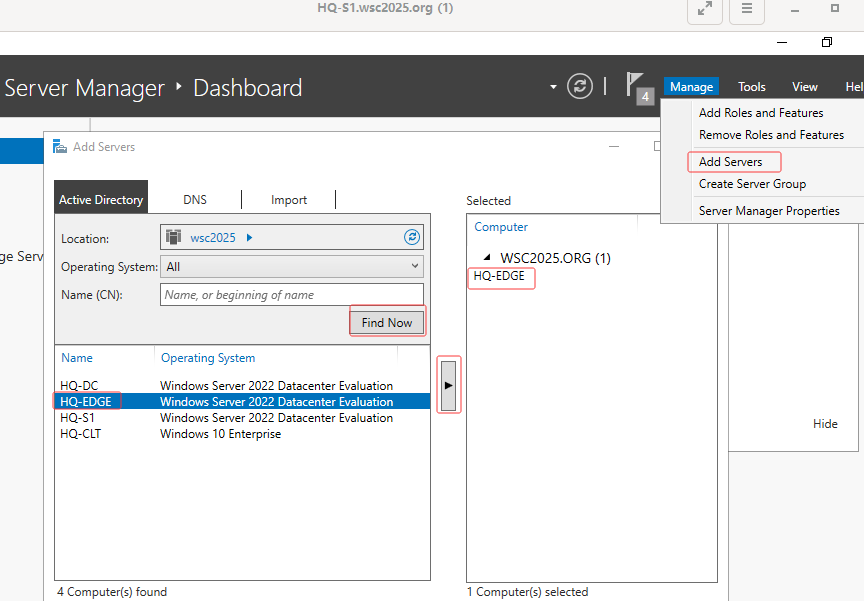 HQ-S1.wsc2025.org (1)
Server Manager ‣ Dashboard
4
Manage Tools View Hel
Add Roles and Features
Remove Roles and Features
Add Servers
Create Server Group
Server Manager Properties
Add Servers
Active Directory DNS Import
Selected
Location: wsc2025
Operating System: All
Name (CN): Name, or beginning of name
Find Now
Name Operating System
HQ-DC Windows Server 2022 Datacenter Evaluation
HQ-EDGE Windows Server 2022 Datacenter Evaluation
HQ-S1 Windows Server 2022 Datacenter Evaluation
HQ-CLT Windows 10 Enterprise
4 Computer(s) found
Computer
WSC2025.ORG (1)
HQ-EDGE
1 Computer(s) selected
ge Serv
Hide